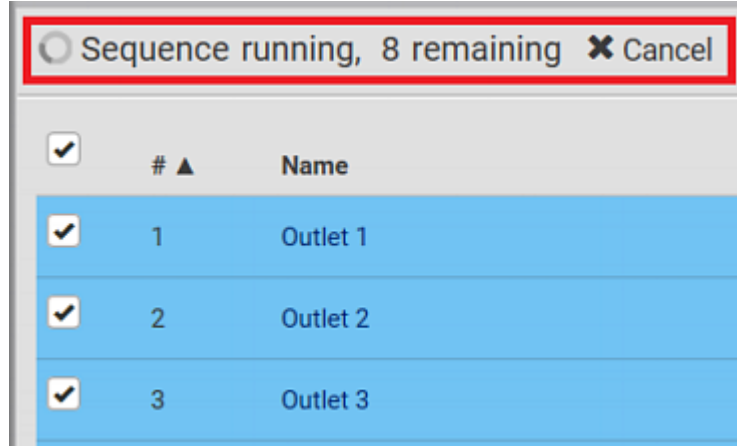 Sequence running, 8 remaining ✖ Cancel
# ▲ Name
1 Outlet 1
2 Outlet 2
3 Outlet 3